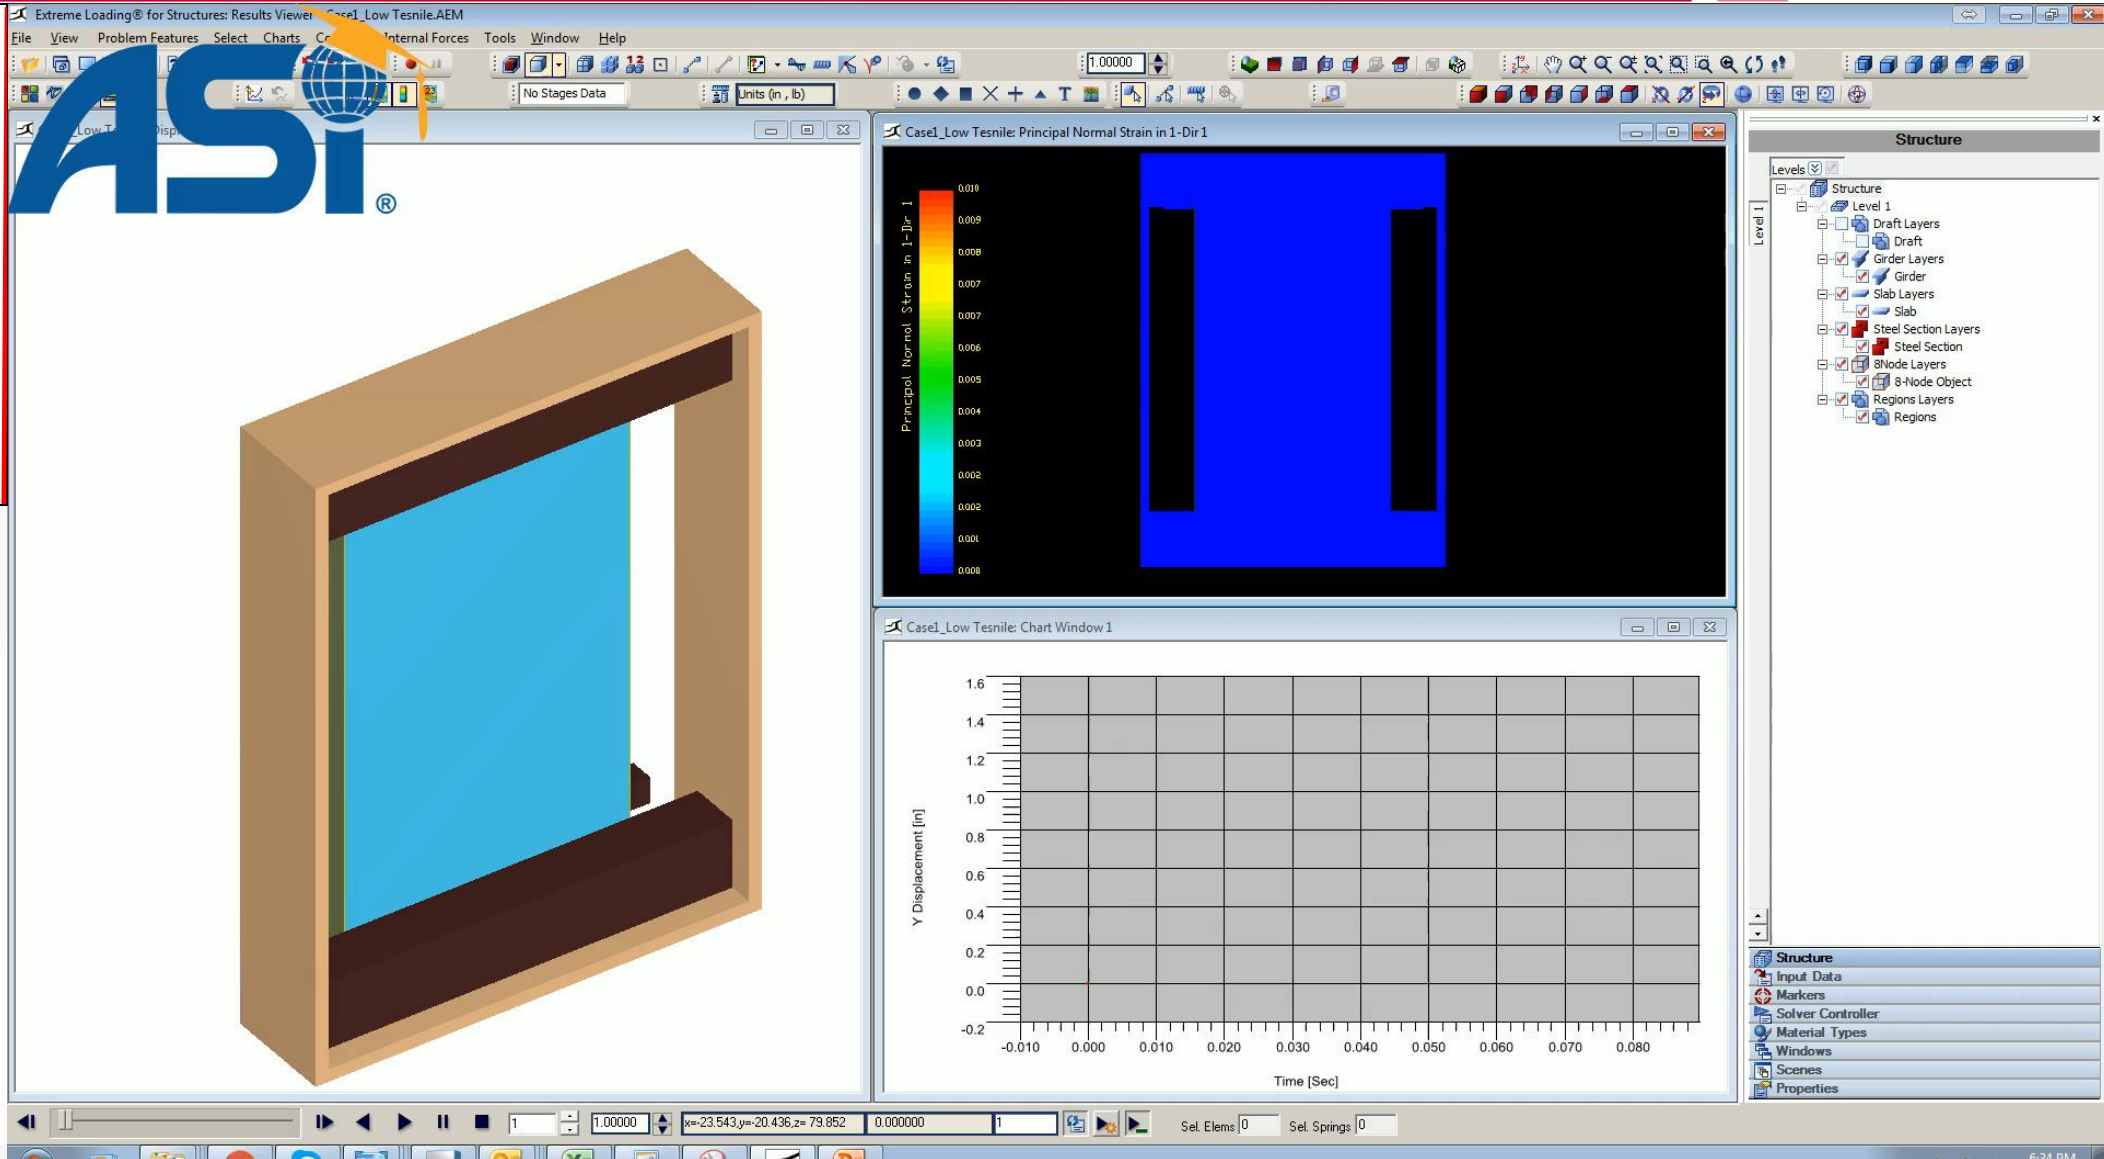 Extreme Loading® for Structures: Results Viewer Case1_Low Tesnile.AEM
File View Problem Features Select Charts Internal Forces Tools Window Help
1.00000
No Stages Data
Units (in , lb)
ASi
®
Case1_Low Tesnile: Principal Normal Strain in 1-Dir 1
Principal Normal Strain in 1-Dir 1
0.010
0.009
0.008
0.007
0.007
0.006
0.005
0.004
0.003
0.002
0.002
0.001
0.000
Case1_Low Tesnile: Chart Window 1
Y Displacement [in]
1.6
1.4
1.2
1.0
0.8
0.6
0.4
0.2
0.0
-0.2
-0.010 0.000 0.010 0.020 0.030 0.040 0.050 0.060 0.070 0.080
Time [Sec]
Structure
Levels
Level 1
Structure
Level 1
Draft Layers
Draft
Girder Layers
Girder
Slab Layers
Slab
Steel Section Layers
Steel Section
8Node Layers
8-Node Object
Regions Layers
Regions
Structure
Input Data
Markers
Solver Controller
Material Types
Windows
Scenes
Properties
1 1.00000 x=-23.543,y=-20.436,z= 79.852 0.000000 1 Sel. Elems 0 Sel. Springs 0
6:34 PM